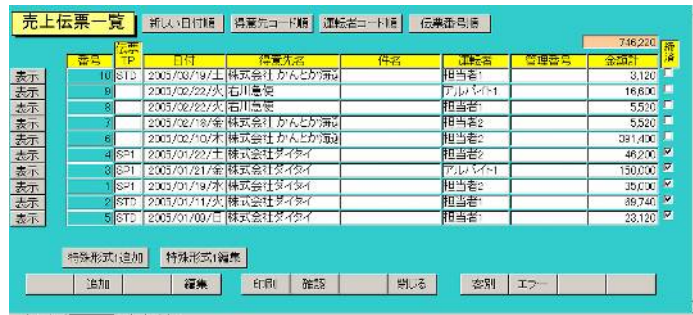 売上伝票一覧 新しい日付順 得意先コード順 運転者コード順 伝票番号順
746,220
番号 伝票TP 日付 得意先名 件名 運転者 管理番号 金額計 締済
表示 10 STD 2005/03/19/土 株式会社 かんとか海運 担当者1 3,120
表示 9 2005/02/22/火 石川急便 アルバイト1 16,600
表示 8 2005/02/22/火 石川急便 担当者1 5,520
表示 7 2005/02/18/金 株式会社 かんとか海運 担当者2 5,520
表示 6 2005/02/10/木 株式会社 かんとか海運 担当者2 391,400
表示 4 SP1 2005/01/22/土 株式会社ダイタイ 担当者1 46,200
表示 3 SP1 2005/01/21/金 株式会社ダイタイ アルバイト1 150,000
表示 1 SP1 2005/01/19/水 株式会社ダイタイ 担当者2 35,000
表示 2 STD 2005/01/11/火 株式会社ダイタイ 担当者1 69,740
表示 5 STD 2005/01/09/日 株式会社ダイタイ 担当者1 23,120
特殊形式1追加 特殊形式1編集
追加 編集 印刷 確認 閉じる 客別 エラー